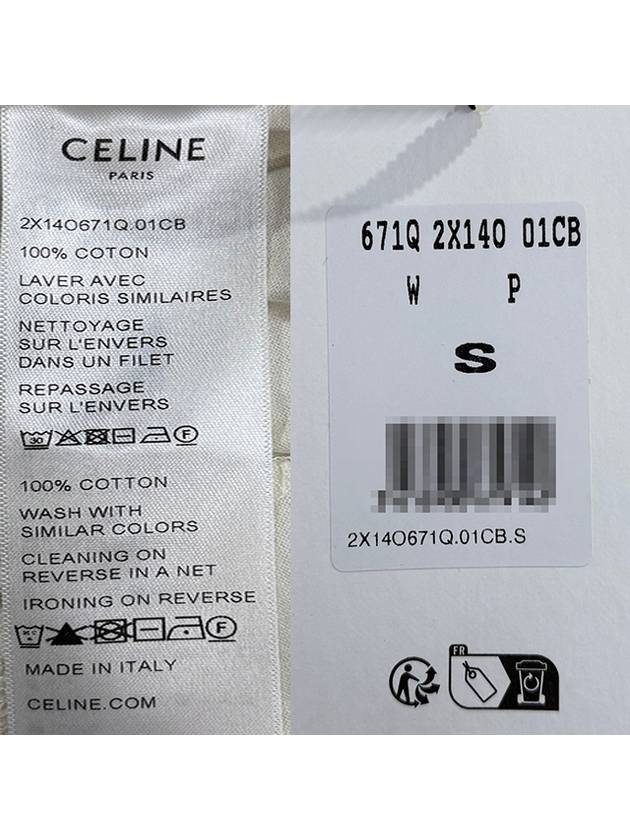 CELINE
PARIS
2X14O671Q.01CB
100% COTON
LAVER AVEC
COLORIS SIMILAIRES
NETTOYAGE
SUR L'ENVERS
DANS UN FILET
REPASSAGE
SUR L'ENVERS
30
F
100% COTTON
WASH WITH
SIMILAR COLORS
CLEANING ON
REVERSE IN A NET
IRONING ON REVERSE
F
MADE IN ITALY
CELINE.COM
671Q 2X14O 01CB
W P
S
2X14O671Q.01CB.S
FR